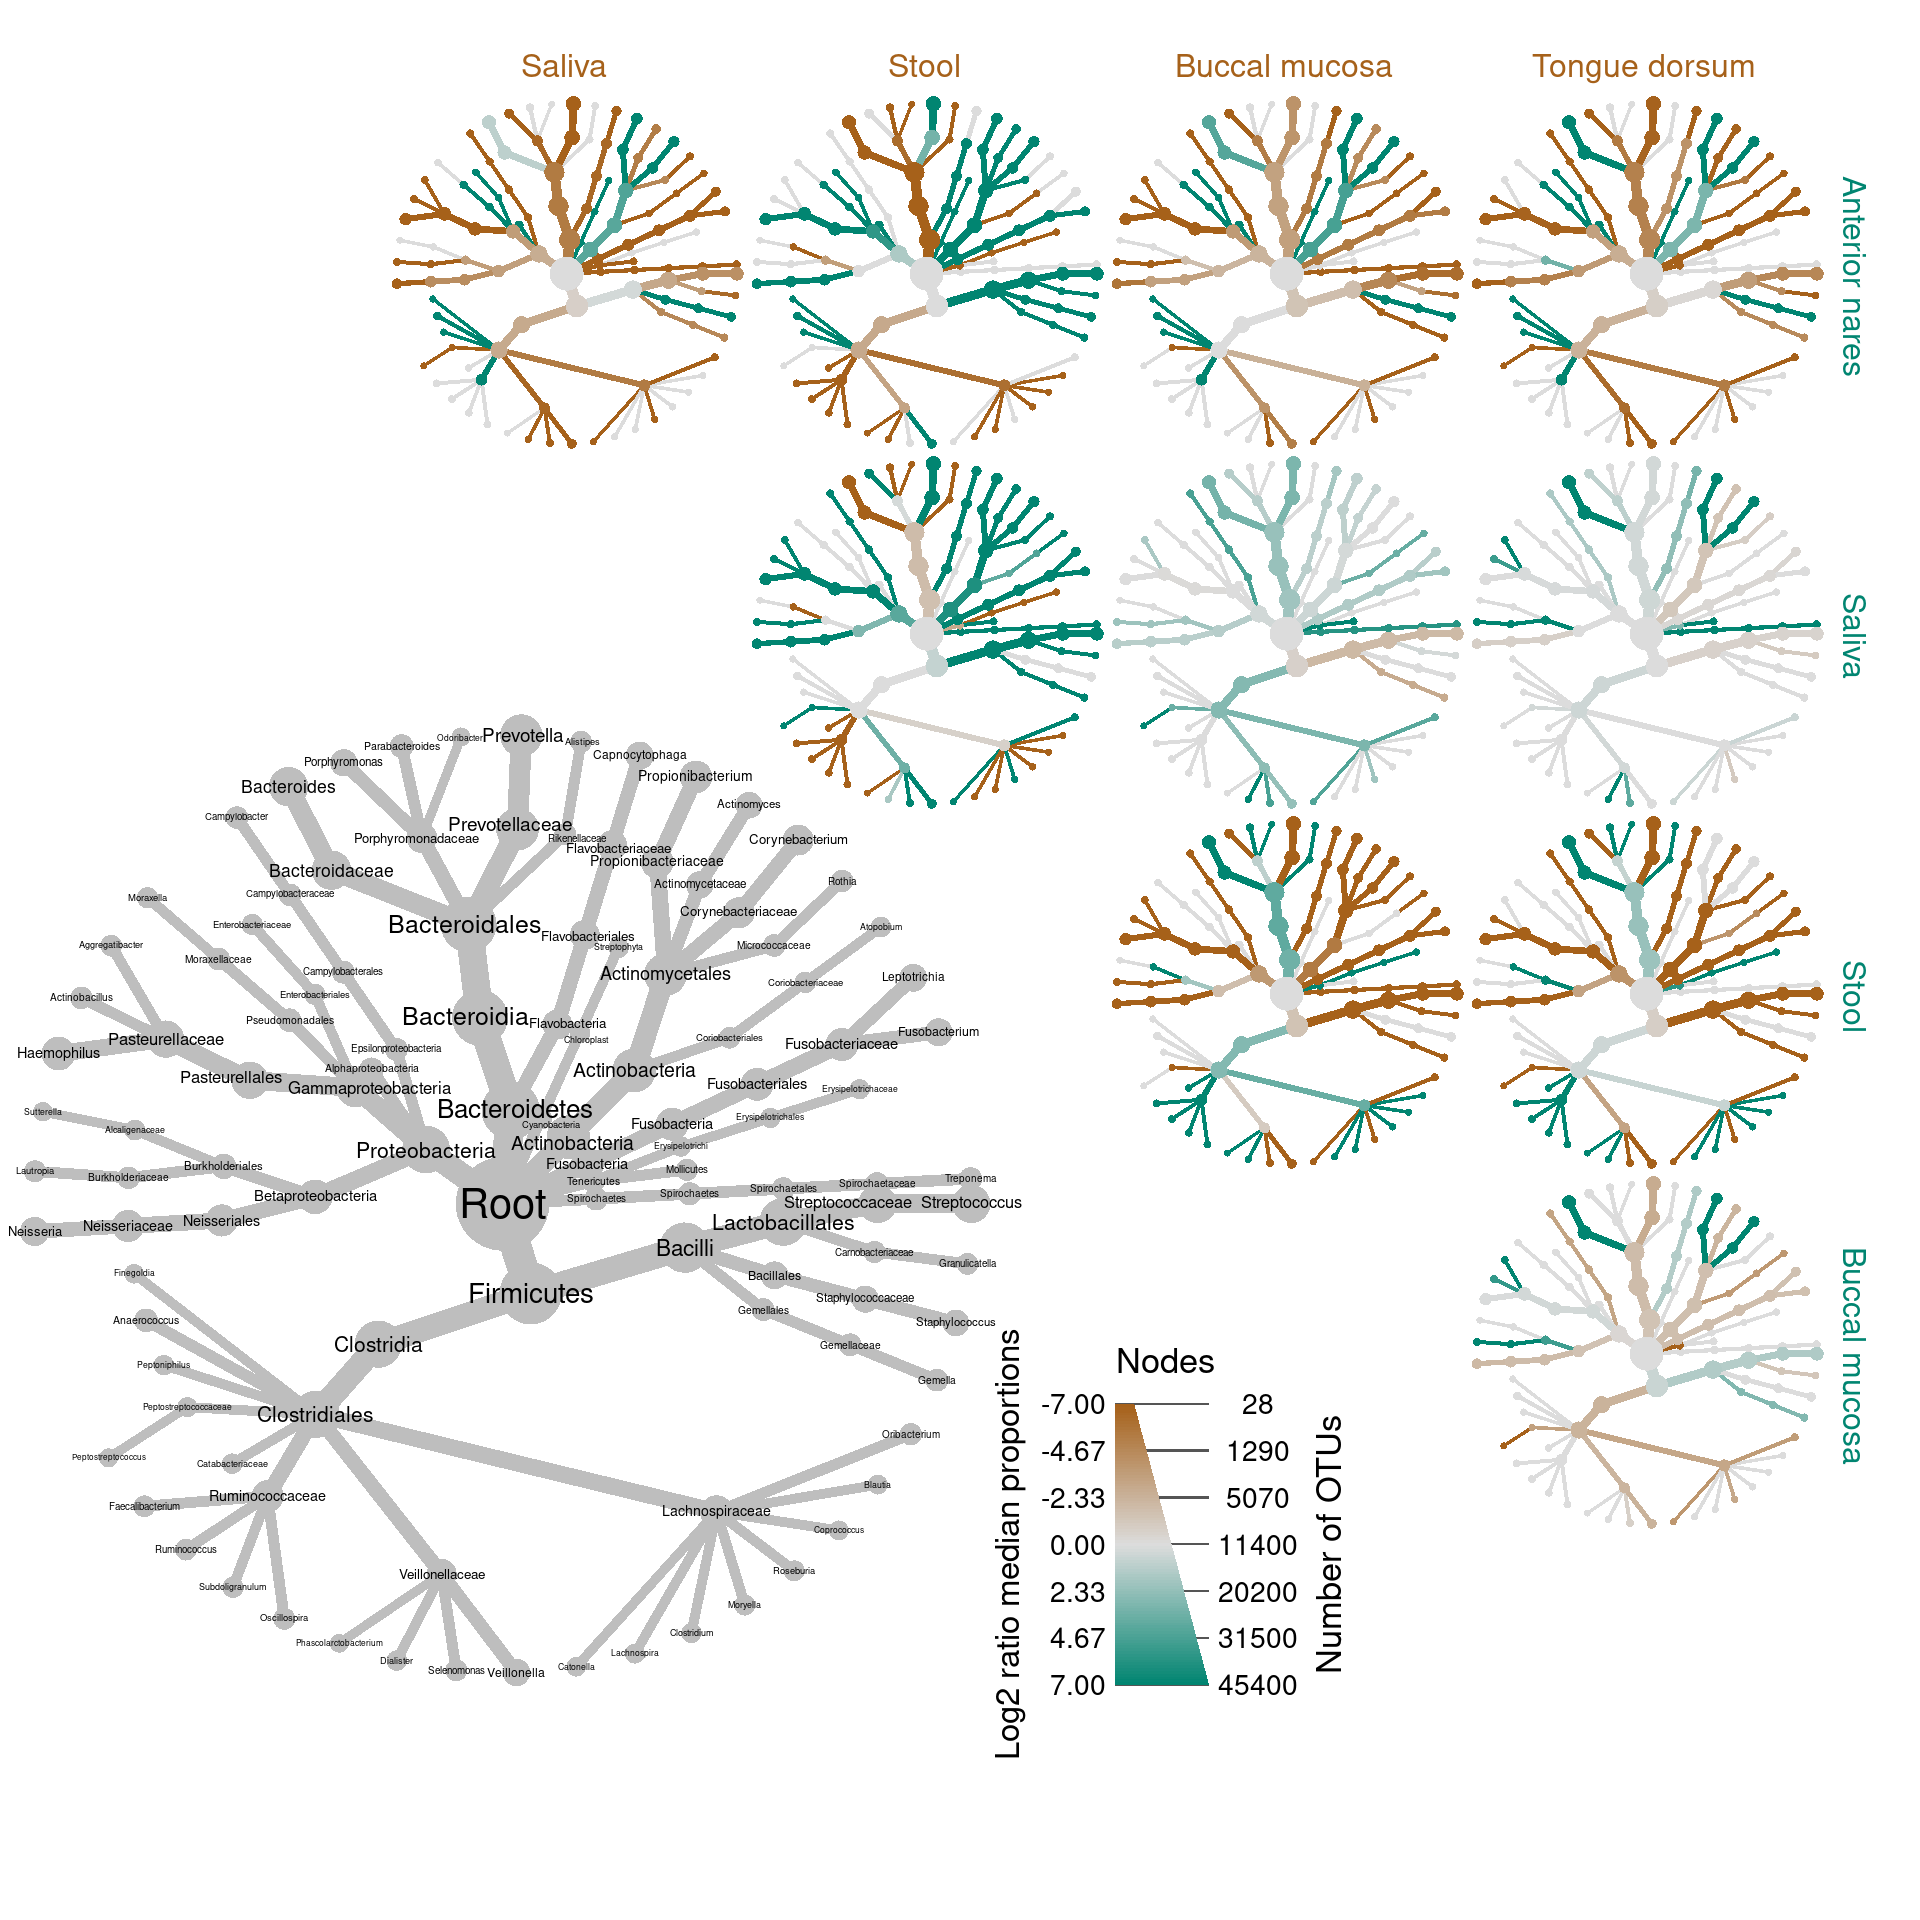 Saliva
Stool
Buccal mucosa
Tongue dorsum
Anterior nares
Saliva
Stool
Buccal mucosa
Odoribacter
Prevotella
Alistipes
Parabacteroides
Capnocytophaga
Porphyromonas
Propionibacterium
Bacteroides
Actinomyces
Campylobacter
Prevotellaceae
Porphyromonadaceae
Rikenellaceae
Corynebacterium
Flavobacteriaceae
Propionibacteriaceae
Bacteroidaceae
Actinomycetaceae
Rothia
Campylobacteraceae
Moraxella
Corynebacteriaceae
Enterobacteriaceae
Bacteroidales
Atopobium
Flavobacteriales
Streptophyta
Aggregatibacter
Micrococcaceae
Moraxellaceae
Campylobacterales
Actinomycetales
Leptotrichia
Coriobacteriaceae
Actinobacillus
Enterobacteriales
Pseudomonadales
Bacteroidia
Flavobacteria
Fusobacterium
Pasteurellaceae
Chloroplast
Coriobacteriales
Fusobacteriaceae
Haemophilus
Epsilonproteobacteria
Alphaproteobacteria
Actinobacteria
Pasteurellales
Gammaproteobacteria
Fusobacteriales
Erysipelotrichaceae
Sutterella
Bacteroidetes
Erysipelotrichales
Alcaligenaceae
Cyanobacteria
Fusobacteria
Proteobacteria
Actinobacteria
Erysipelotrichi
Lautropia
Burkholderiaceae
Burkholderiales
Fusobacteria
Mollicutes
Tenericutes
Treponema
Betaproteobacteria
Root
Spirochaetes
Spirochaetes
Spirochaetales
Spirochaetaceae
Streptococcaceae
Streptococcus
Neisseria
Neisseriaceae
Neisseriales
Lactobacillales
Bacilli
Carnobacteriaceae
Granulicatella
Finegoldia
Bacillales
Firmicutes
Staphylococcaceae
Gemellales
Anaerococcus
Staphylococcus
Clostridia
Gemellaceae
Peptoniphilus
Gemella
Peptostreptococcaceae
Clostridiales
Oribacterium
Peptostreptococcus
Catabacteriaceae
Blautia
Ruminococcaceae
Faecalibacterium
Lachnospiraceae
Coprococcus
Ruminococcus
Roseburia
Veillonellaceae
Subdoligranulum
Moryella
Oscillospira
Clostridium
Phascolarctobacterium
Lachnospira
Dialister
Selenomonas
Veillonella
Catonella
Nodes
Log2 ratio median proportions
Number of OTUs
-7.00 28
-4.67 1290
-2.33 5070
0.00 11400
2.33 20200
4.67 31500
7.00 45400